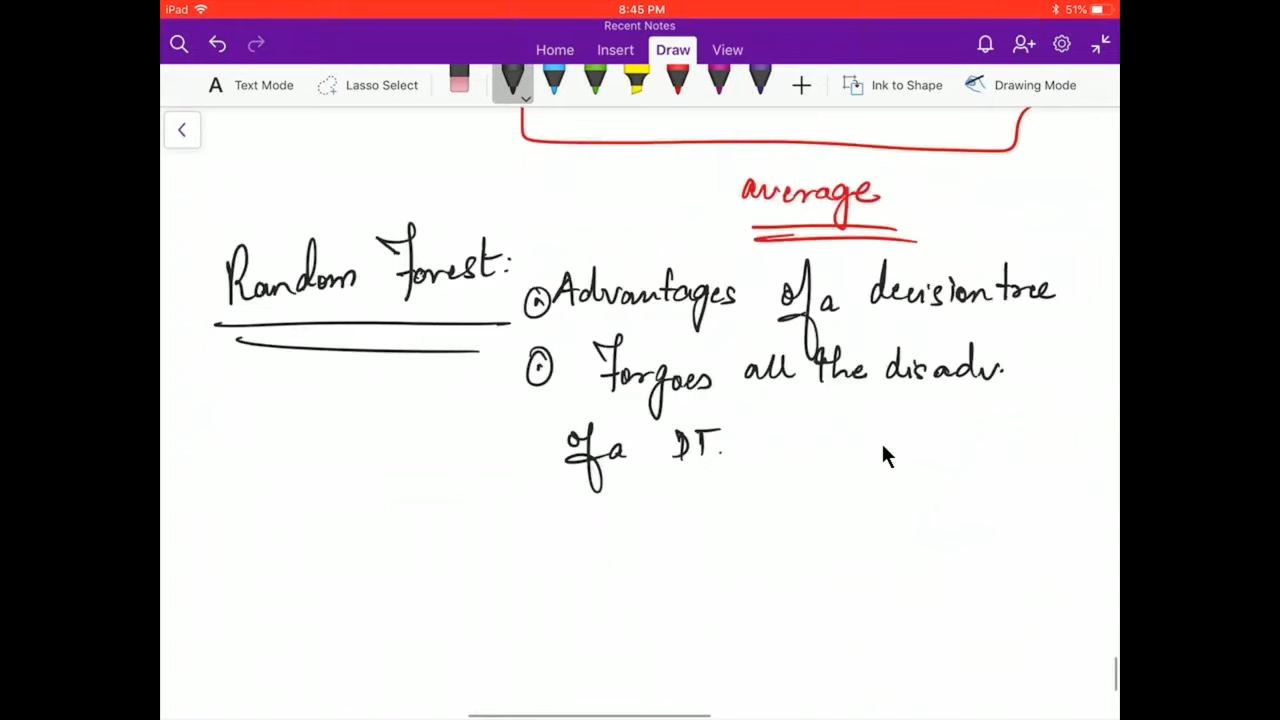 iPad 8:45 PM 51%
Recent Notes
Home Insert Draw View
A Text Mode Lasso Select Ink to Shape Drawing Mode
average
Random Forest: Advantages of a decision tree
Forgoes all the disadv.
of a DT.